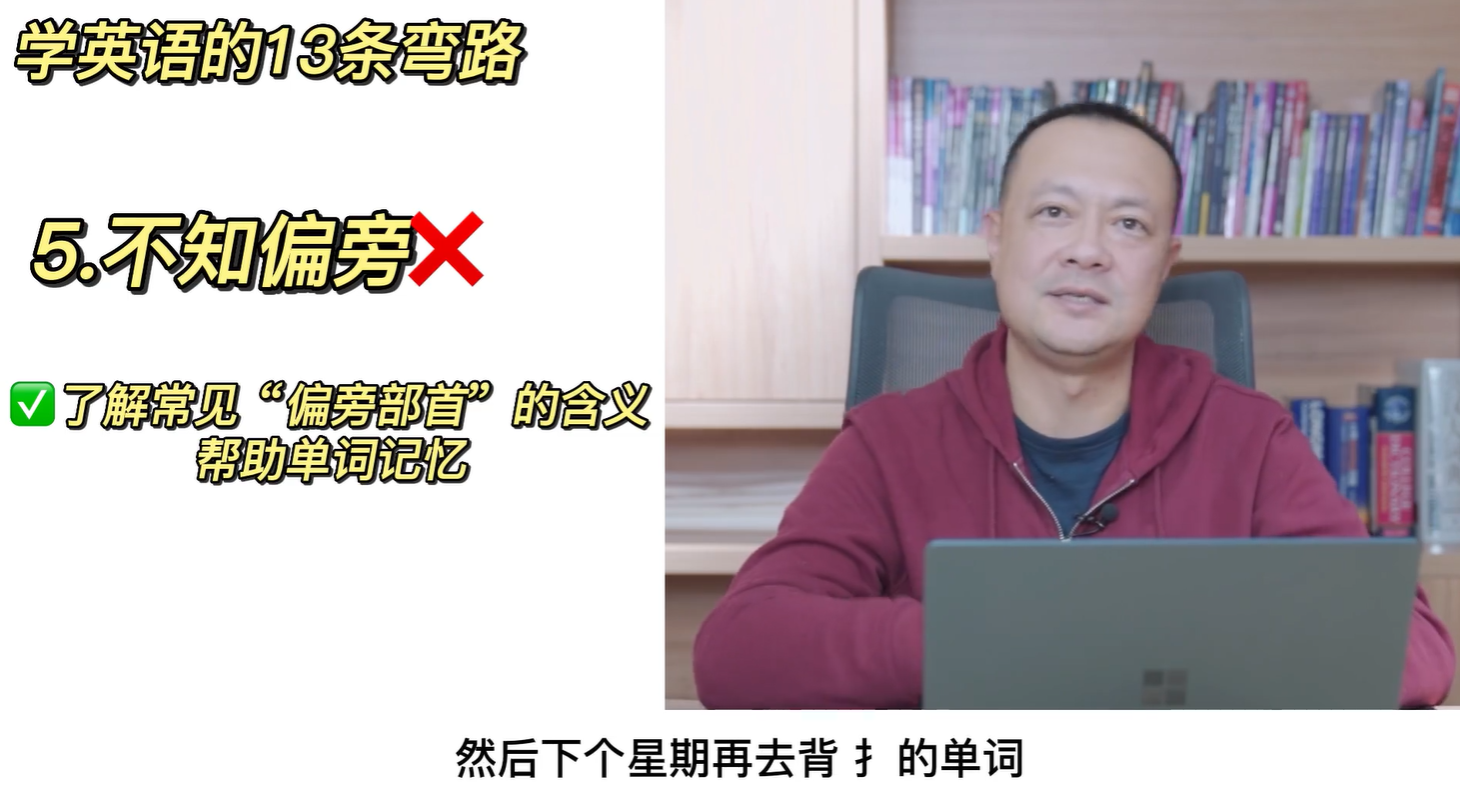 学英语的13条弯路
5.不知偏旁❌
✅了解常见“偏旁部首”的含义
帮助单词记忆
然后下个星期再去背 扌的单词